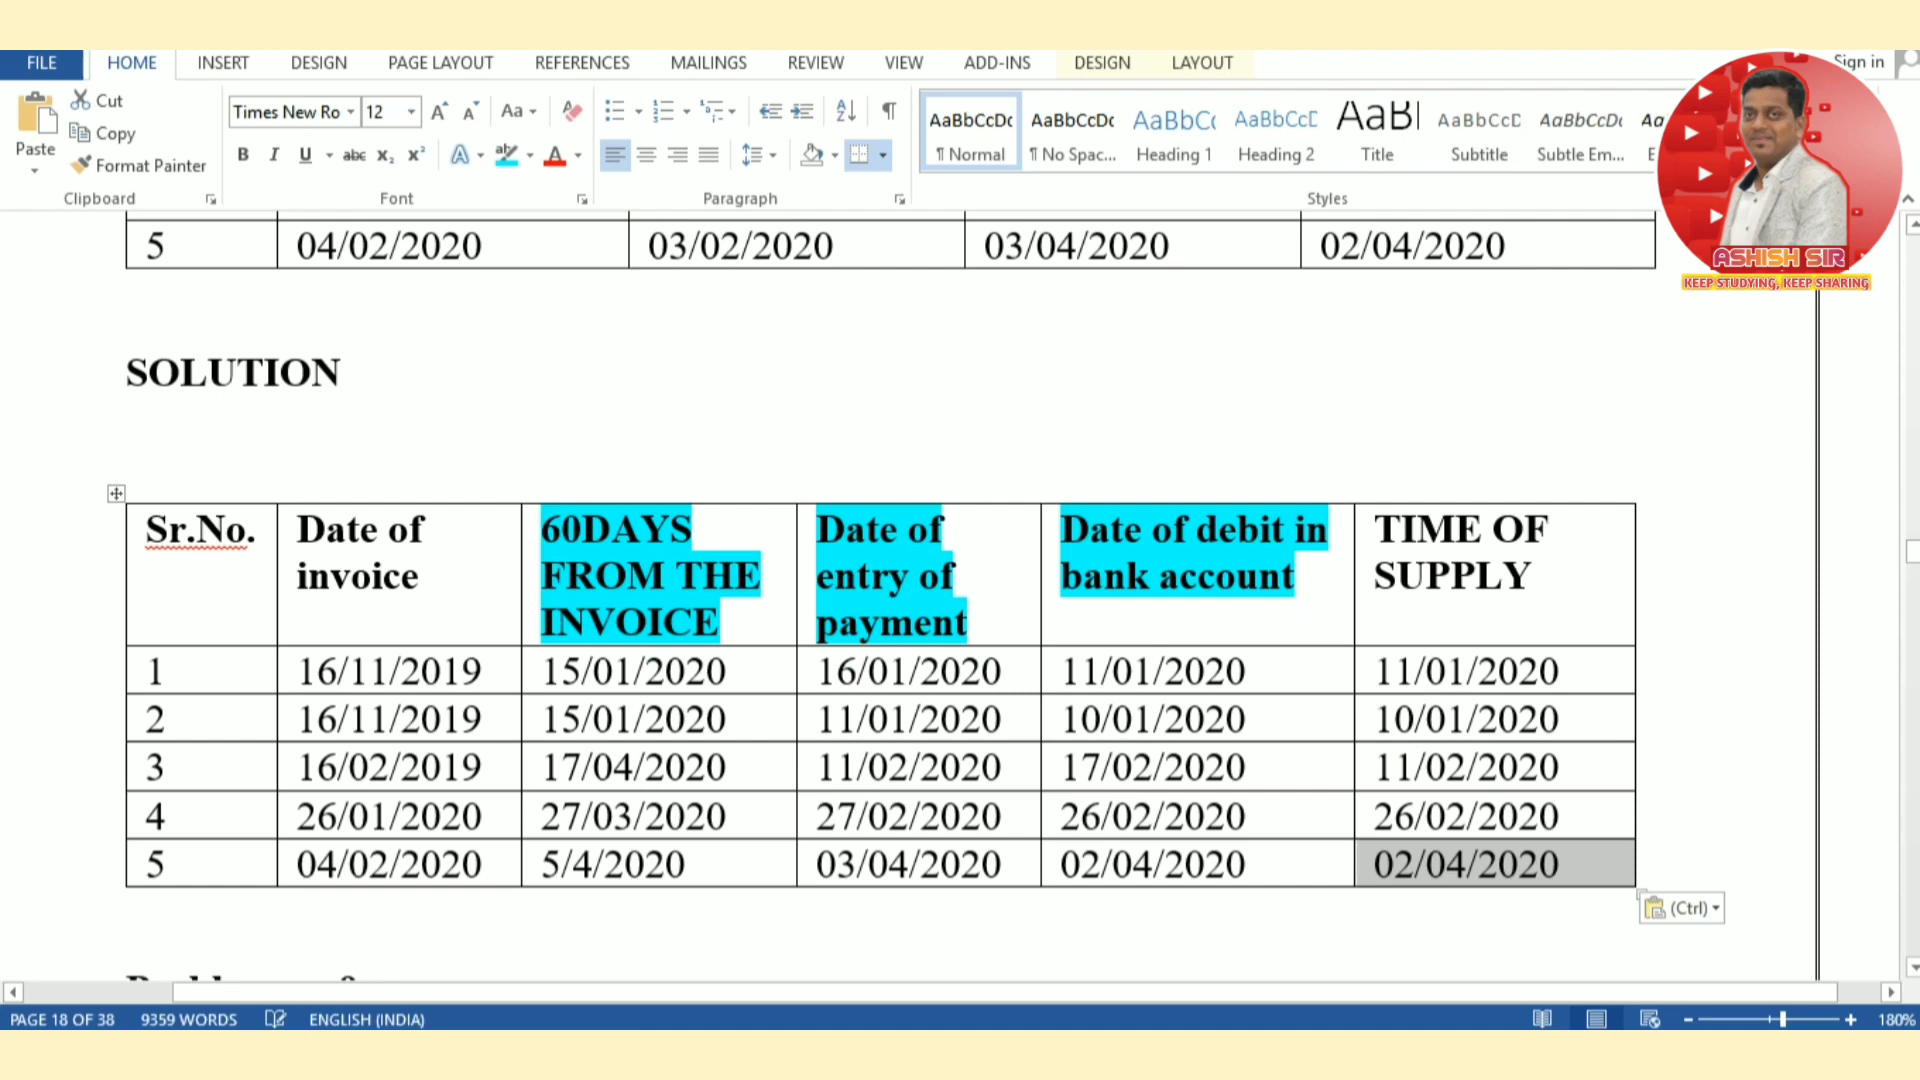 FILE HOME INSERT DESIGN PAGE LAYOUT REFERENCES MAILINGS REVIEW VIEW ADD-INS DESIGN LAYOUT Sign in
Paste
Cut
Copy
Format Painter
Clipboard
Times New Ro 12
Font
Paragraph
AaBbCcDc AaBbCcDc AaBbCc AaBbCcD AaBl AaBbCcD AaBbCcDc Aa
¶ Normal ¶ No Spac... Heading 1 Heading 2 Title Subtitle Subtle Em... E
Styles
ASHISH SIR
KEEP STUDYING, KEEP SHARING
5 04/02/2020 03/02/2020 03/04/2020 02/04/2020
SOLUTION
Sr.No. Date of invoice 60DAYS FROM THE INVOICE Date of entry of payment Date of debit in bank account TIME OF SUPPLY
1 16/11/2019 15/01/2020 16/01/2020 11/01/2020 11/01/2020
2 16/11/2019 15/01/2020 11/01/2020 10/01/2020 10/01/2020
3 16/02/2019 17/04/2020 11/02/2020 17/02/2020 11/02/2020
4 26/01/2020 27/03/2020 27/02/2020 26/02/2020 26/02/2020
5 04/02/2020 5/4/2020 03/04/2020 02/04/2020 02/04/2020
(Ctrl)
PAGE 18 OF 38 9359 WORDS ENGLISH (INDIA) 180%